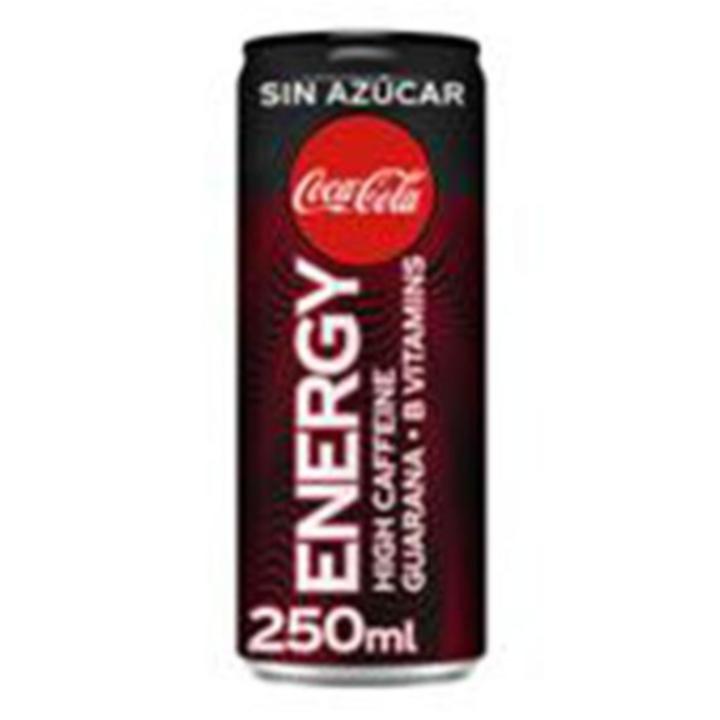 SIN AZÚCAR
Coca-Cola
ENERGY
HIGH CAFFEINE
GUARANA • B VITAMINS
250ml